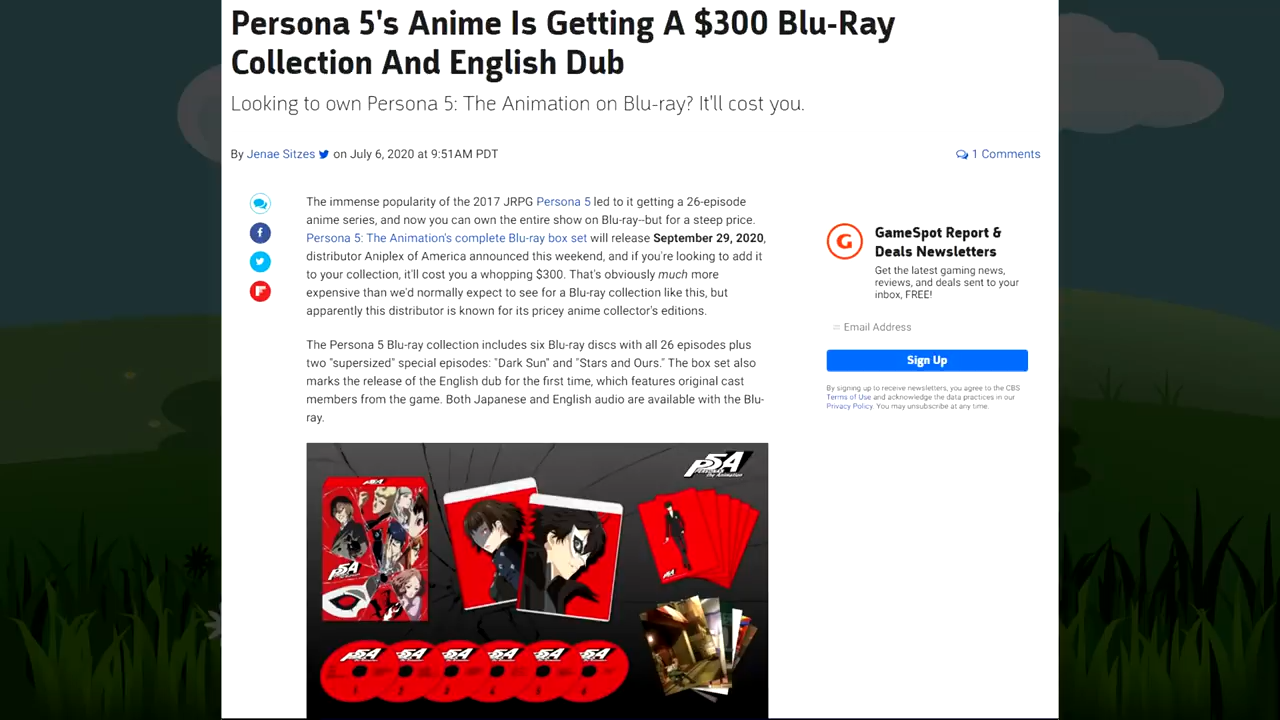 Persona 5's Anime Is Getting A $300 Blu-Ray
Collection And English Dub
Looking to own Persona 5: The Animation on Blu-ray? It'll cost you.
By Jenae Sitzes on July 6, 2020 at 9:51AM PDT
1 Comments
The immense popularity of the 2017 JRPG Persona 5 led to it getting a 26-episode
anime series, and now you can own the entire show on Blu-ray--but for a steep price.
Persona 5: The Animation's complete Blu-ray box set will release September 29, 2020,
distributor Aniplex of America announced this weekend, and if you're looking to add it
to your collection, it'll cost you a whopping $300. That's obviously much more
expensive than we'd normally expect to see for a Blu-ray collection like this, but
apparently this distributor is known for its pricey anime collector's editions.
The Persona 5 Blu-ray collection includes six Blu-ray discs with all 26 episodes plus
two "supersized" special episodes: "Dark Sun" and "Stars and Ours." The box set also
marks the release of the English dub for the first time, which features original cast
members from the game. Both Japanese and English audio are available with the Blu-
ray.
G
GameSpot Report &
Deals Newsletters
Get the latest gaming news,
reviews, and deals sent to your
inbox, FREE!
Email Address
Sign Up
By signing up to receive newsletters, you agree to the CBS
Terms of Use and acknowledge the data practices in our
Privacy Policy. You may unsubscribe at any time.
P5A
Persona5 the Animation
P5A
P5A